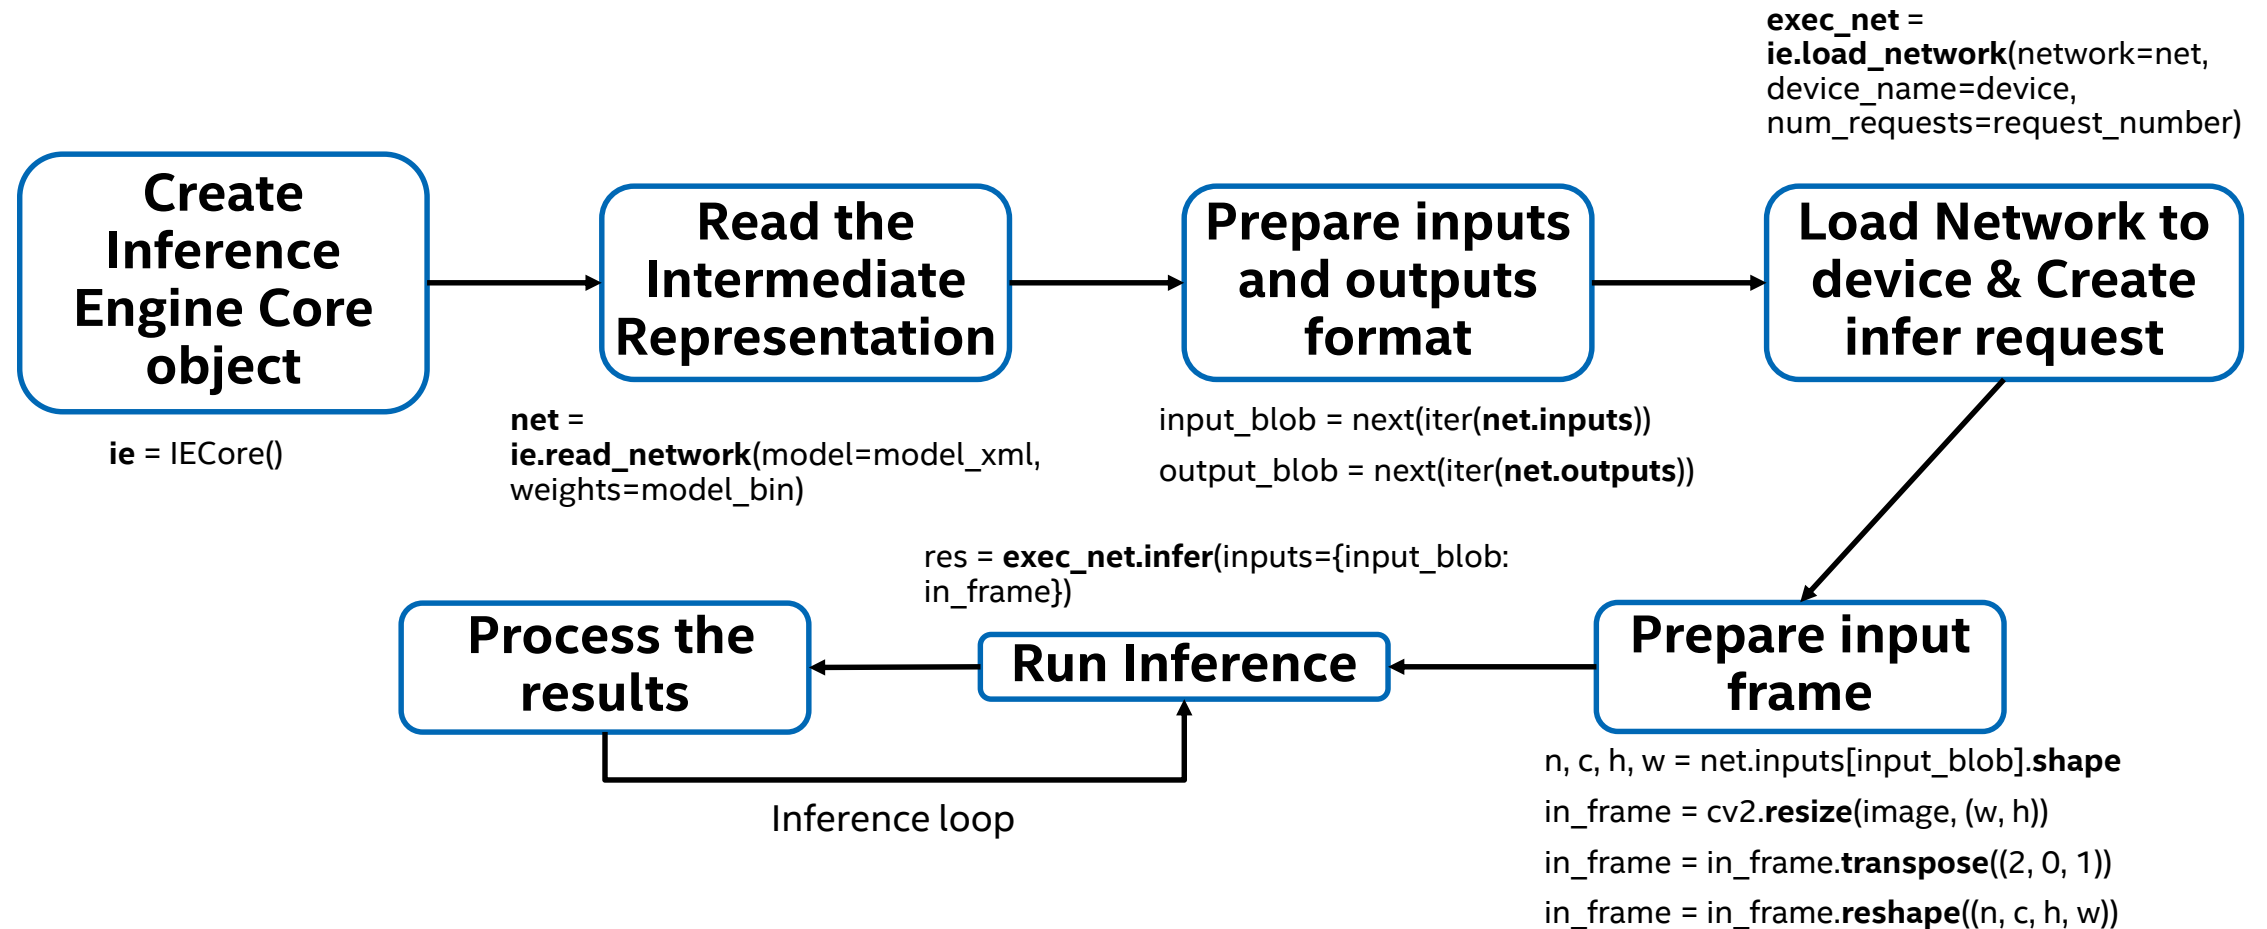 exec_net =
ie.load_network(network=net,
device_name=device,
num_requests=request_number)
Create
Inference
Engine Core
object
Read the
Intermediate
Representation
Prepare inputs
and outputs
format
Load Network to
device & Create
infer request
ie = IECore()
net =
ie.read_network(model=model_xml,
weights=model_bin)
input_blob = next(iter(net.inputs))
output_blob = next(iter(net.outputs))
res = exec_net.infer(inputs={input_blob:
in_frame})
Process the
results
Run Inference
Prepare input
frame
Inference loop
n, c, h, w = net.inputs[input_blob].shape
in_frame = cv2.resize(image, (w, h))
in_frame = in_frame.transpose((2, 0, 1))
in_frame = in_frame.reshape((n, c, h, w))